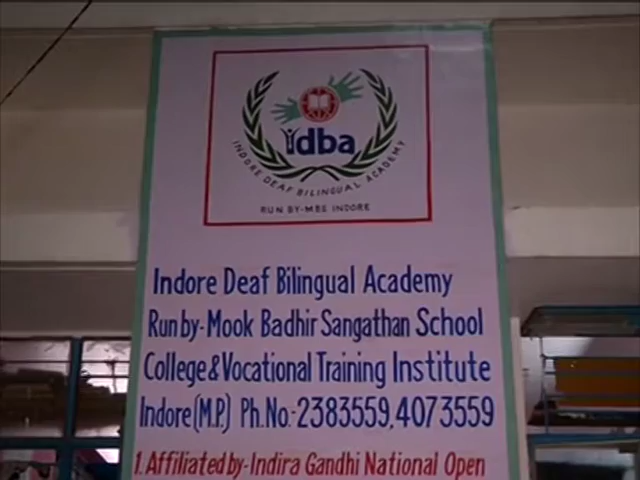 idba
INDORE DEAF BILINGUAL ACADEMY
RUN BY-MBS INDORE
Indore Deaf Bilingual Academy
Run by-Mook Badhir Sangathan School
College & Vocational Training Institute
Indore (M.P.) Ph.No:-2383559,4073559
1. Affiliated by-Indira Gandhi National Open